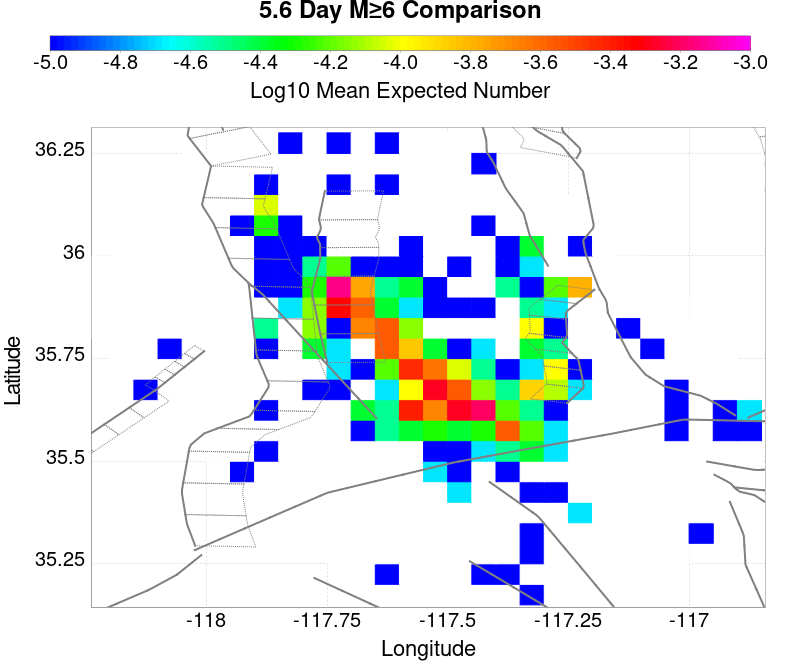 5.6 Day M≥6 Comparison
-5.0 -4.8 -4.6 -4.4 -4.2 -4.0 -3.8 -3.6 -3.4 -3.2 -3.0
Log10 Mean Expected Number
36.25
36
35.75
35.5
35.25
Latitude
-118 -117.75 -117.5 -117.25 -117
Longitude